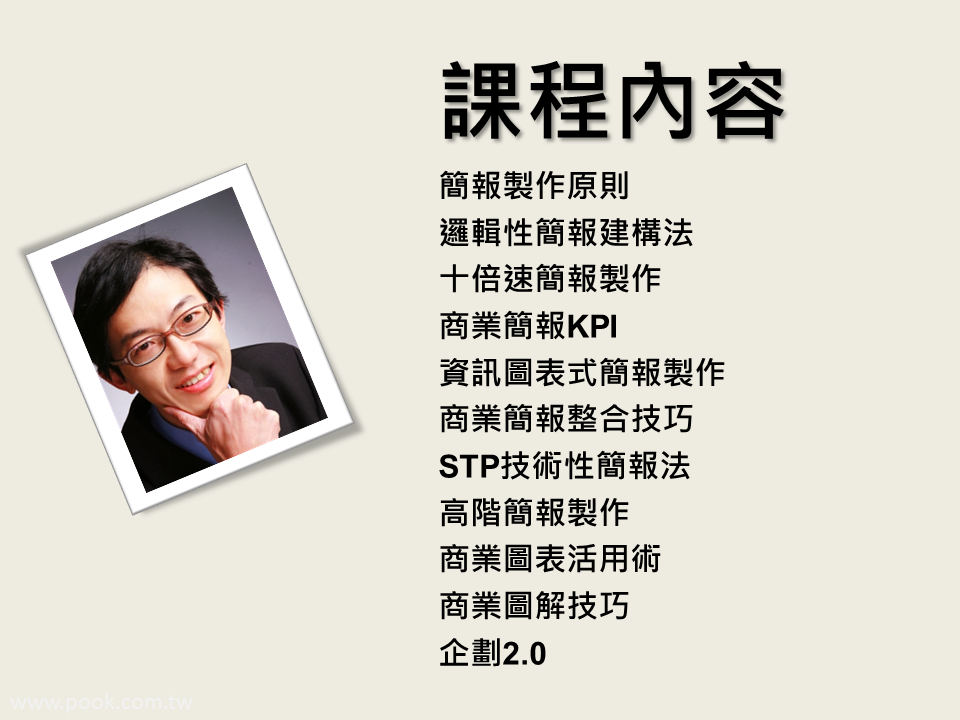 課程內容
簡報製作原則
邏輯性簡報建構法
十倍速簡報製作
商業簡報KPI
資訊圖表式簡報製作
商業簡報整合技巧
STP技術性簡報法
高階簡報製作
商業圖表活用術
商業圖解技巧
企劃2.0
www.pook.com.tw